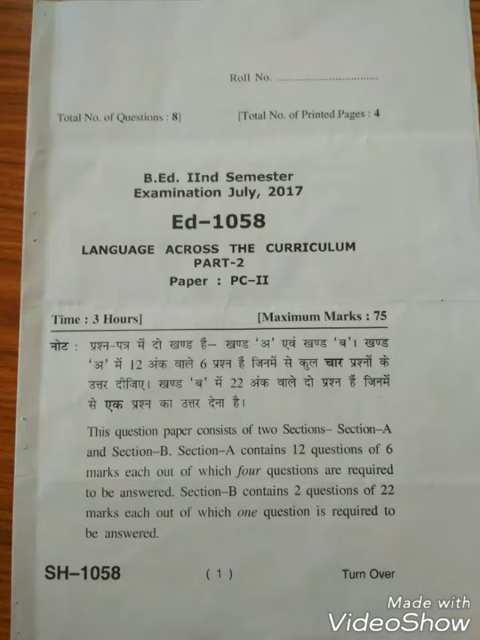 Roll No. ................................
Total No. of Questions : 8]
[Total No. of Printed Pages : 4
B.Ed. IInd Semester
Examination July, 2017
Ed–1058
LANGUAGE ACROSS THE CURRICULUM
PART-2
Paper : PC–II
Time : 3 Hours]
[Maximum Marks : 75
नोट : प्रश्न-पत्र में दो खण्ड हैं– खण्ड ‘अ’ एवं खण्ड ‘ब’। खण्ड
‘अ’ में 12 अंक वाले 6 प्रश्न हैं जिनमें से कुल चार प्रश्नों के
उत्तर दीजिए। खण्ड ‘ब’ में 22 अंक वाले दो प्रश्न हैं जिनमें
से एक प्रश्न का उत्तर देना है।
This question paper consists of two Sections– Section–A
and Section–B. Section–A contains 12 questions of 6
marks each out of which four questions are required
to be answered. Section–B contains 2 questions of 22
marks each out of which one question is required to
be answered.
SH–1058
( 1 )
Turn Over
Made with
VideoShow